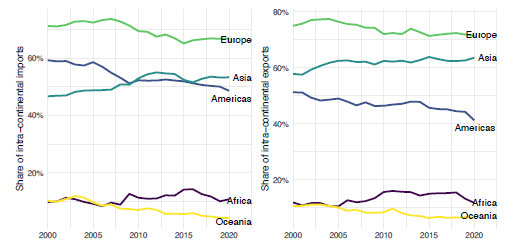 Share of intra−continental imports
60%
40%
20%
Europe
Asia
Americas
Africa
Oceania
2000
2005
2010
2015
2020
Share of intra−continental exports
80%
60%
40%
20%
Europe
Asia
Americas
Africa
Oceania
2000
2005
2010
2015
2020